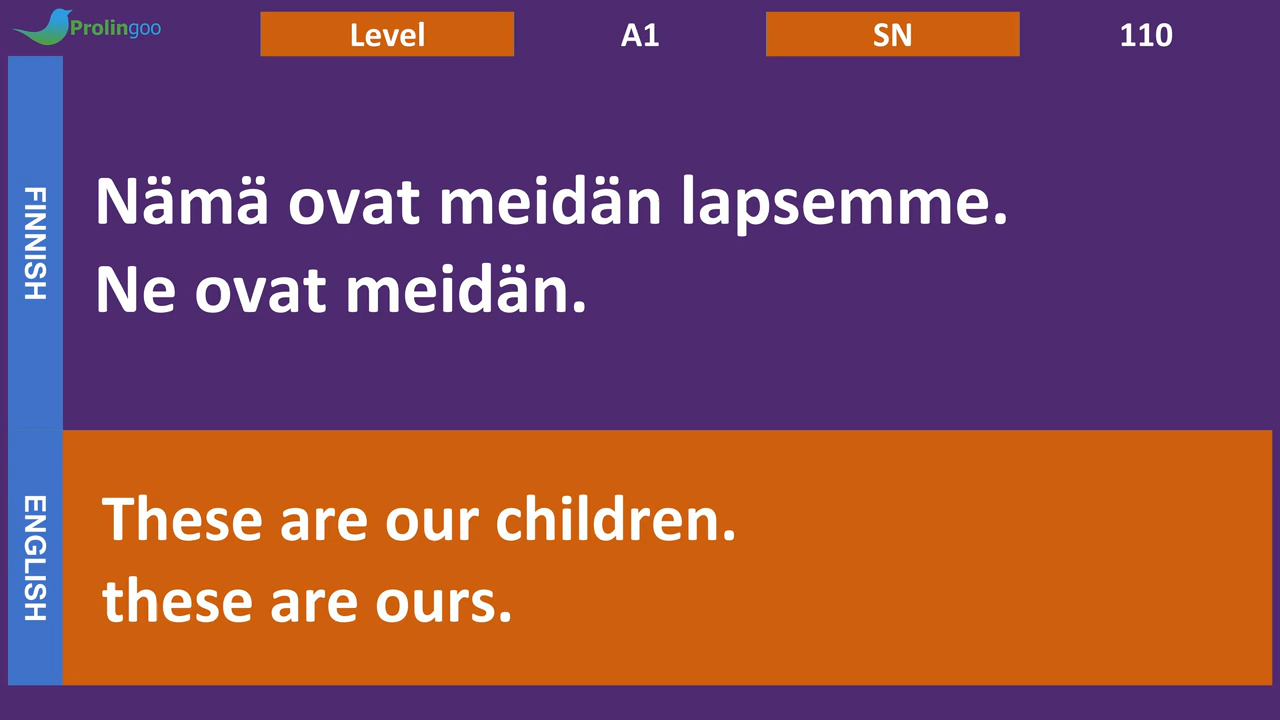 Prolingoo
Level A1 SN 110
FINNISH
Nämä ovat meidän lapsemme.
Ne ovat meidän.
ENGLISH
These are our children.
these are ours.